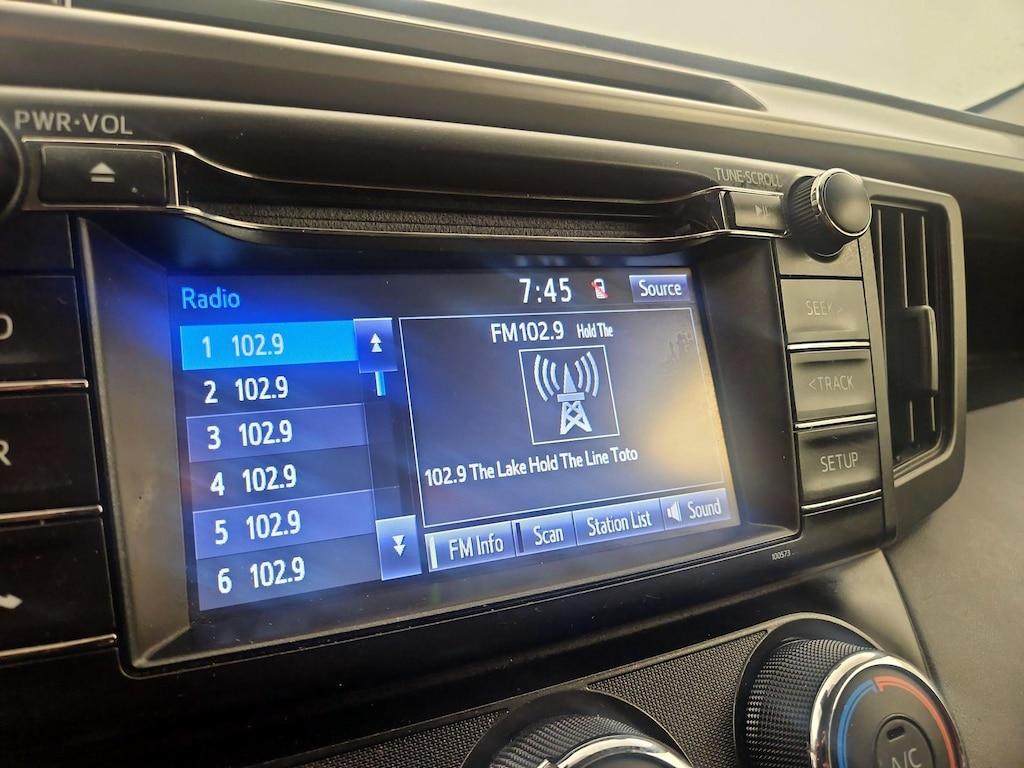 PWR·VOL
TUNE·SCROLL
Radio
7:45
Source
FM102.9 Hold The
1 102.9
2 102.9
3 102.9
4 102.9
5 102.9
6 102.9
102.9 The Lake Hold The Line Toto
FM Info
Scan
Station List
Sound
SEEK >
< TRACK
SETUP
100573
A/C